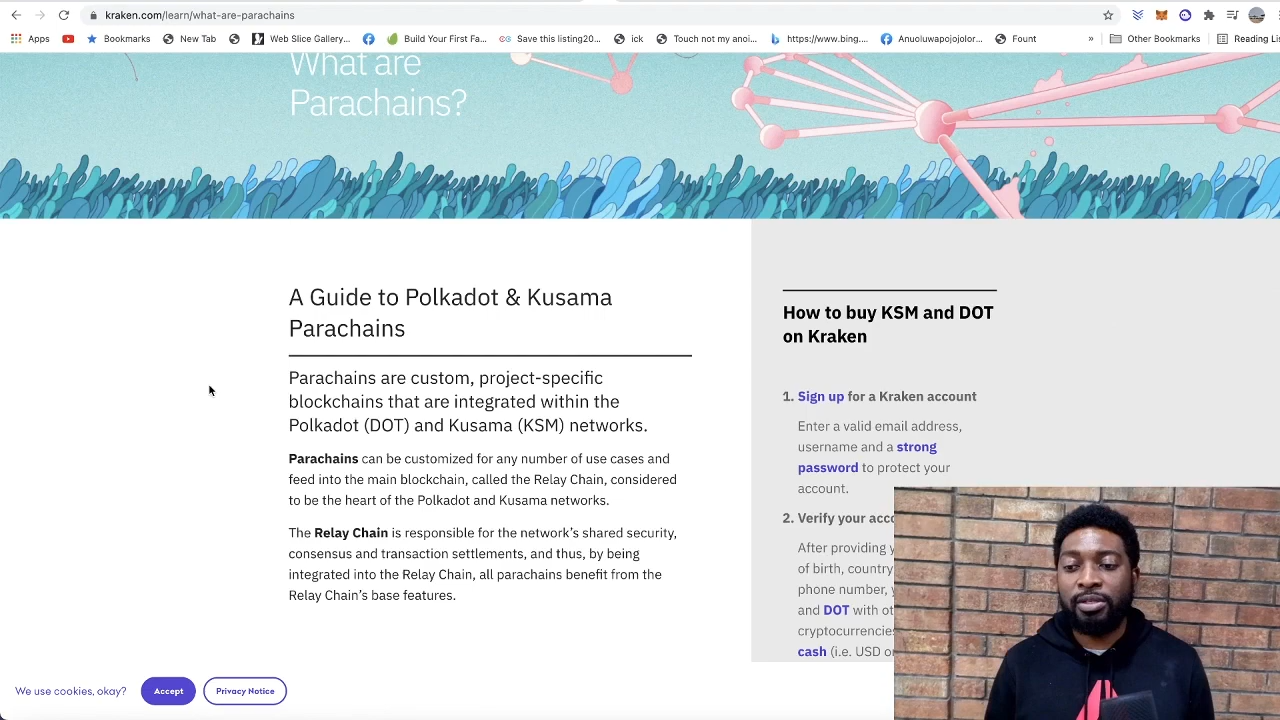 kraken.com/learn/what-are-parachains
Apps
Bookmarks
New Tab
Web Slice Gallery...
Build Your First Fa...
Save this listing20...
ick
Touch not my anoi...
https://www.bing....
Anuoluwapojojolor...
Fount
»
Other Bookmarks
Reading Lis
What are
Parachains?
A Guide to Polkadot & Kusama
Parachains
Parachains are custom, project-specific
blockchains that are integrated within the
Polkadot (DOT) and Kusama (KSM) networks.
Parachains can be customized for any number of use cases and
feed into the main blockchain, called the Relay Chain, considered
to be the heart of the Polkadot and Kusama networks.
The Relay Chain is responsible for the network's shared security,
consensus and transaction settlements, and thus, by being
integrated into the Relay Chain, all parachains benefit from the
Relay Chain's base features.
How to buy KSM and DOT
on Kraken
1. Sign up for a Kraken account
Enter a valid email address,
username and a strong
password to protect your
account.
2. Verify your acco
After providing y
of birth, country
phone number, y
and DOT with ot
cryptocurrencies
cash (i.e. USD or
We use cookies, okay?
Accept
Privacy Notice